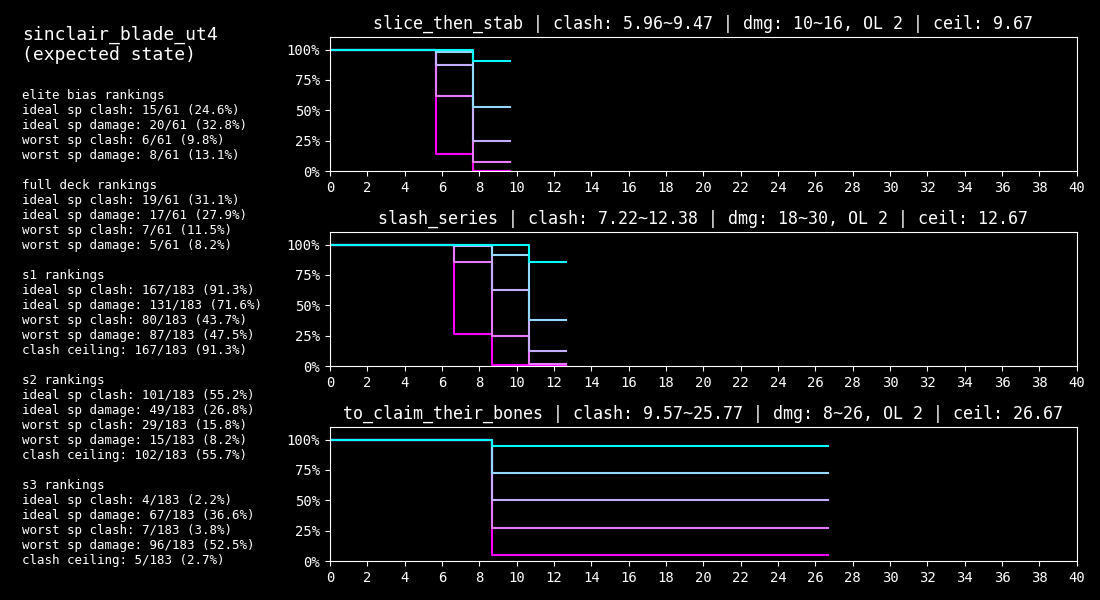 sinclair_blade_ut4
(expected state)
elite bias rankings
ideal sp clash: 15/61 (24.6%)
ideal sp damage: 20/61 (32.8%)
worst sp clash: 6/61 (9.8%)
worst sp damage: 8/61 (13.1%)
full deck rankings
ideal sp clash: 19/61 (31.1%)
ideal sp damage: 17/61 (27.9%)
worst sp clash: 7/61 (11.5%)
worst sp damage: 5/61 (8.2%)
s1 rankings
ideal sp clash: 167/183 (91.3%)
ideal sp damage: 131/183 (71.6%)
worst sp clash: 80/183 (43.7%)
worst sp damage: 87/183 (47.5%)
clash ceiling: 167/183 (91.3%)
s2 rankings
ideal sp clash: 101/183 (55.2%)
ideal sp damage: 49/183 (26.8%)
worst sp clash: 29/183 (15.8%)
worst sp damage: 15/183 (8.2%)
clash ceiling: 102/183 (55.7%)
s3 rankings
ideal sp clash: 4/183 (2.2%)
ideal sp damage: 67/183 (36.6%)
worst sp clash: 7/183 (3.8%)
worst sp damage: 96/183 (52.5%)
clash ceiling: 5/183 (2.7%)
slice_then_stab | clash: 5.96~9.47 | dmg: 10~16, OL 2 | ceil: 9.67
100%
75%
50%
25%
0%
0 2 4 6 8 10 12 14 16 18 20 22 24 26 28 30 32 34 36 38 40
slash_series | clash: 7.22~12.38 | dmg: 18~30, OL 2 | ceil: 12.67
100%
75%
50%
25%
0%
0 2 4 6 8 10 12 14 16 18 20 22 24 26 28 30 32 34 36 38 40
to_claim_their_bones | clash: 9.57~25.77 | dmg: 8~26, OL 2 | ceil: 26.67
100%
75%
50%
25%
0%
0 2 4 6 8 10 12 14 16 18 20 22 24 26 28 30 32 34 36 38 40